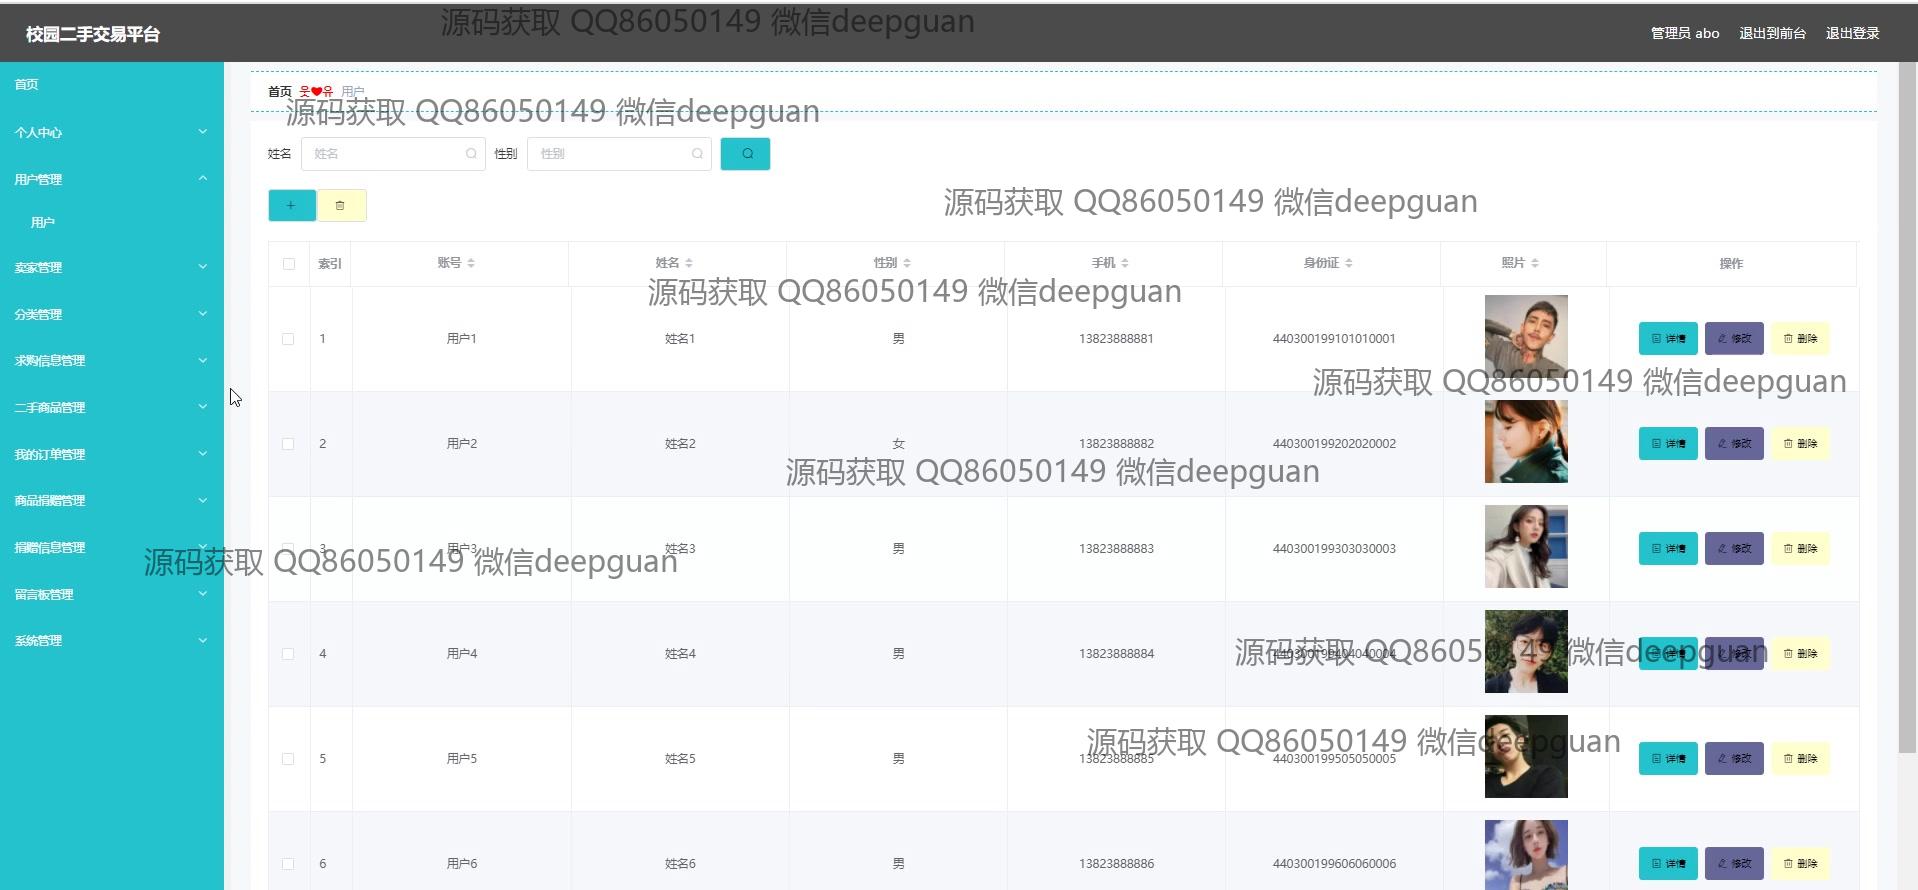 源码获取 QQ86050149 微信deepguan
校园二手交易平台
管理员 abo 退出到前台 退出登录
首页
个人中心
用户管理
用户
卖家管理
分类管理
求购信息管理
二手商品管理
我的订单管理
商品捐赠管理
捐赠信息管理
留言板管理
系统管理
首页 웃❤유 用户
源码获取 QQ86050149 微信deepguan
姓名 姓名 性别 性别
源码获取 QQ86050149 微信deepguan
索引 账号 姓名 性别 手机 身份证 照片 操作
源码获取 QQ86050149 微信deepguan
1 用户1 姓名1 男 13823888881 440300199101010001 详情 修改 删除
源码获取 QQ86050149 微信deepguan
2 用户2 姓名2 女 13823888882 440300199202020002 详情 修改 删除
源码获取 QQ86050149 微信deepguan
3 用户3 姓名3 男 13823888883 440300199303030003 详情 修改 删除
源码获取 QQ86050149 微信deepguan
4 用户4 姓名4 男 13823888884 440300199404040004 详情 修改 删除
源码获取 QQ86050149 微信deepguan
5 用户5 姓名5 男 13823888885 440300199505050005 详情 修改 删除
源码获取 QQ86050149 微信deepguan
6 用户6 姓名6 男 13823888886 440300199606060006 详情 修改 删除